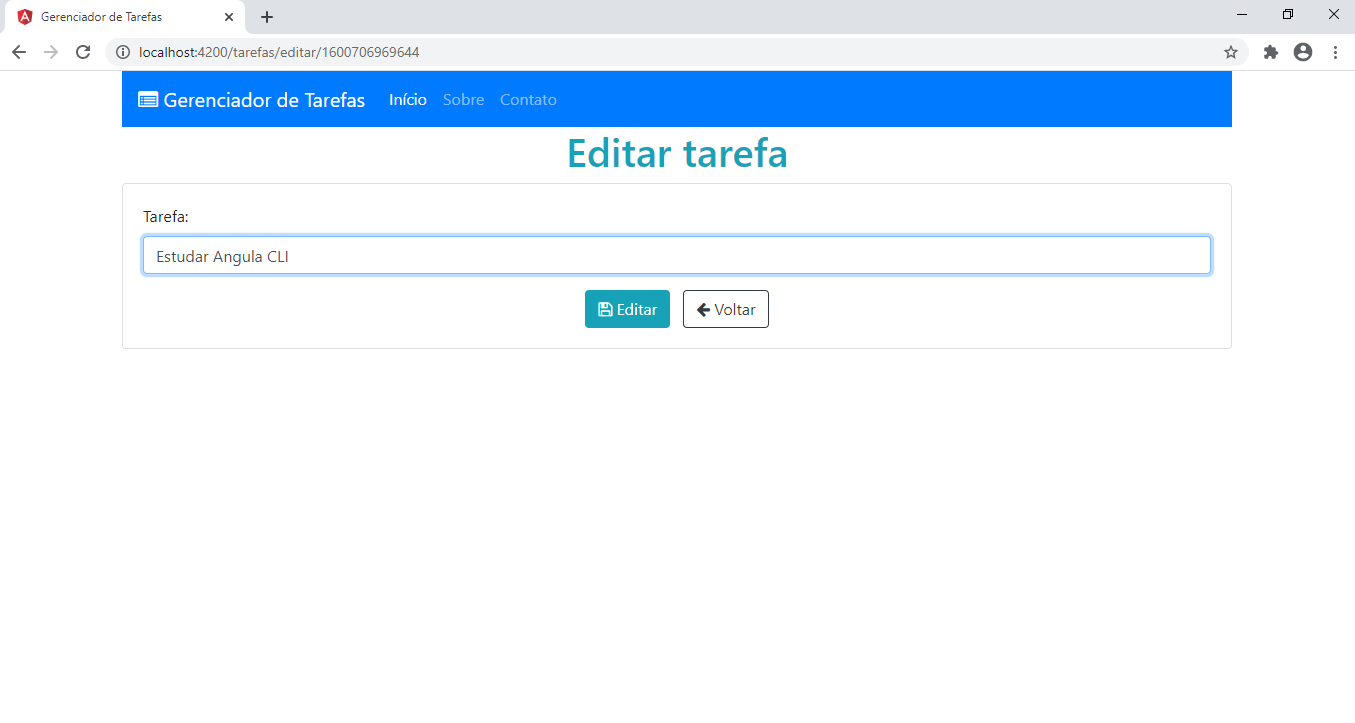 Gerenciador de Tarefas
localhost:4200/tarefas/editar/1600706969644
Gerenciador de Tarefas Início Sobre Contato
Editar tarefa
Tarefa:
Estudar Angula CLI
Editar Voltar